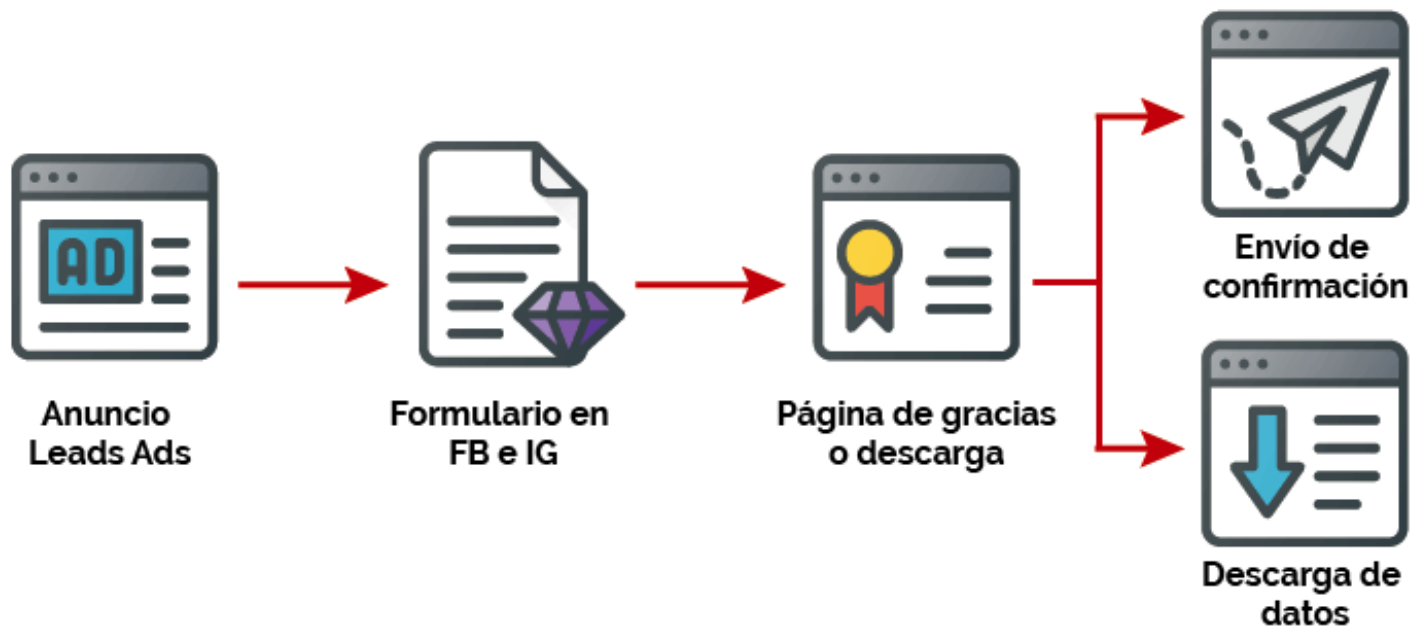 AD
Anuncio
Leads Ads
Formulario en
FB e IG
Página de gracias
o descarga
Envío de
confirmación
Descarga de
datos